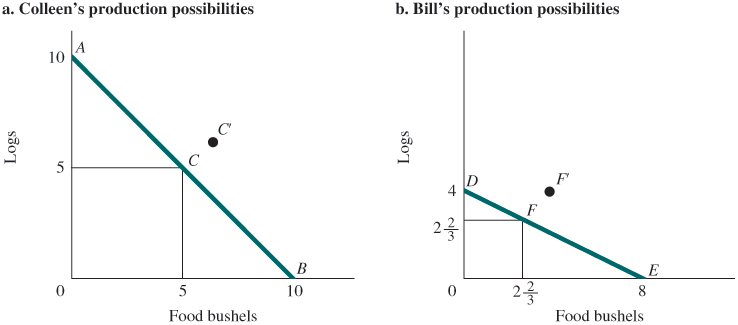 a. Colleen's production possibilities
10
A
C'
Logs
5
C
B
0
5
10
Food bushels
b. Bill's production possibilities
Logs
4
D
F'
F
2 2/3
E
0
2 2/3
8
Food bushels